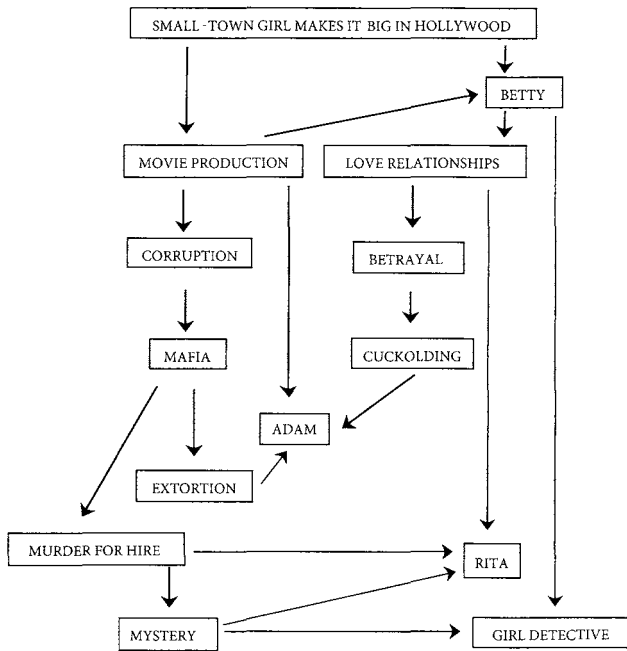 SMALL-TOWN GIRL MAKES IT BIG IN HOLLYWOOD
BETTY
MOVIE PRODUCTION
LOVE RELATIONSHIPS
CORRUPTION
BETRAYAL
MAFIA
CUCKOLDING
ADAM
EXTORTION
MURDER FOR HIRE
RITA
MYSTERY
GIRL DETECTIVE